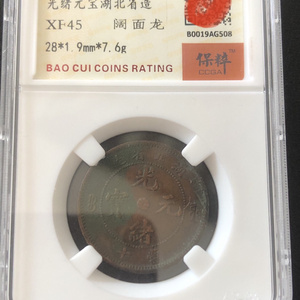 光绪元宝湖北省造
XF45 阔面龙
28*1.9mm*7.6g
BAO CUI COINS RATING
B0019AGS08
保粹
CCGA
光
元
緒